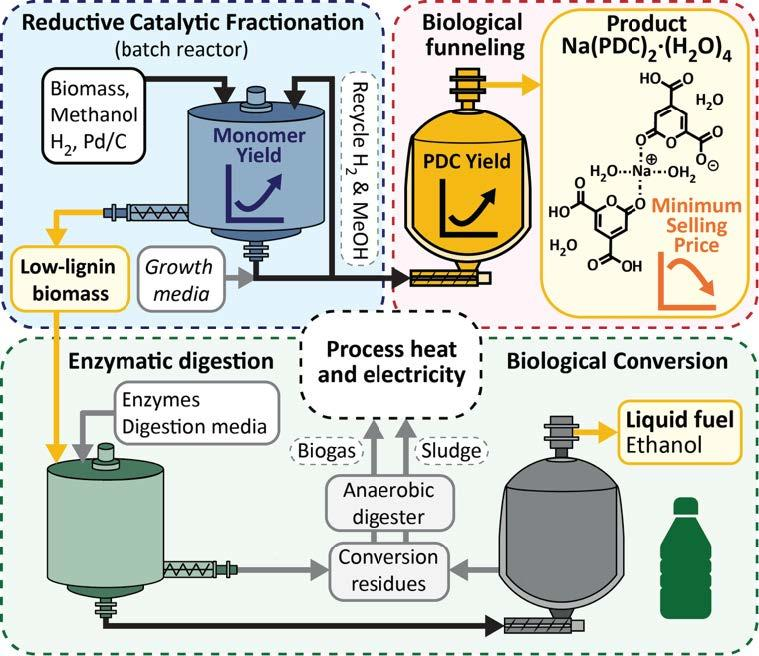 Reductive Catalytic Fractionation
(batch reactor)
Biomass,
Methanol
H₂, Pd/C
Monomer
Yield
Recycle H₂ & MeOH
Low-lignin
biomass
Growth
media
Biological
funneling
PDC Yield
Product
Na(PDC)₂·(H₂O)₄
HO
O
H₂O
O
O
O
O⊖
H₂O
Na
⊕
OH₂
O
HO
O
O
H₂O
O
OH
Minimum
Selling
Price
Enzymatic digestion
Enzymes
Digestion media
Process heat
and electricity
Biogas
Sludge
Anaerobic
digester
Conversion
residues
Biological Conversion
Liquid fuel
Ethanol